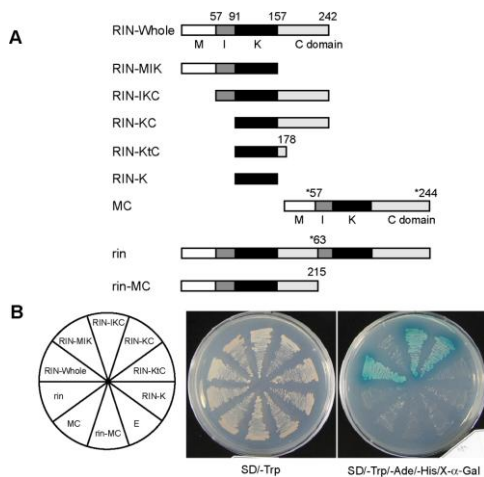 A
57 91 157 242
RIN-Whole
M I K C domain
RIN-MIK
RIN-IKC
RIN-KC
178
RIN-KtC
RIN-K
*57 *244
MC
M I K C domain
*63
rin
215
rin-MC
B
RIN-IKC
RIN-MIK RIN-KC
RIN-Whole RIN-KtC
rin RIN-K
MC E
rin-MC
SD/-Trp SD/-Trp/-Ade/-His/X-α-Gal